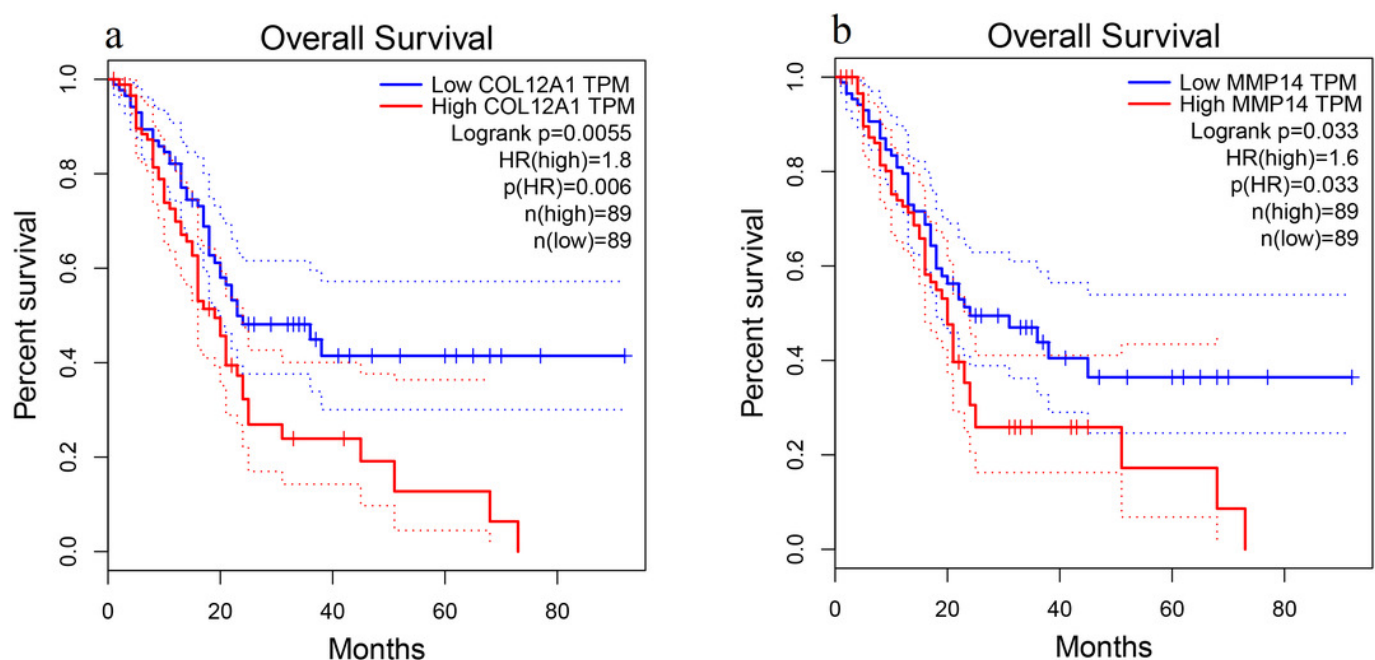 a
Overall Survival
Low COL12A1 TPM
High COL12A1 TPM
Logrank p=0.0055
HR(high)=1.8
p(HR)=0.006
n(high)=89
n(low)=89
Percent survival
1.0
0.8
0.6
0.4
0.2
0.0
0 20 40 60 80
Months
b
Overall Survival
Low MMP14 TPM
High MMP14 TPM
Logrank p=0.033
HR(high)=1.6
p(HR)=0.033
n(high)=89
n(low)=89
Percent survival
1.0
0.8
0.6
0.4
0.2
0.0
0 20 40 60 80
Months